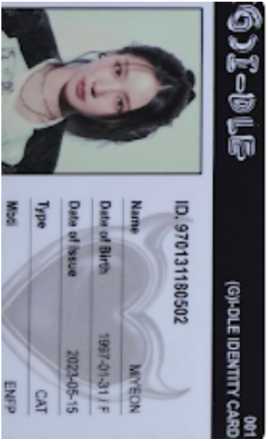 (G)I-DLE
001
(G)I-DLE IDENTITY CARD
ID. 970131180502
Name MIYEON
Date of Birth 1997-01-31 / F
Date of Issue 2023-05-15
Type CAT
Mbti ENFP